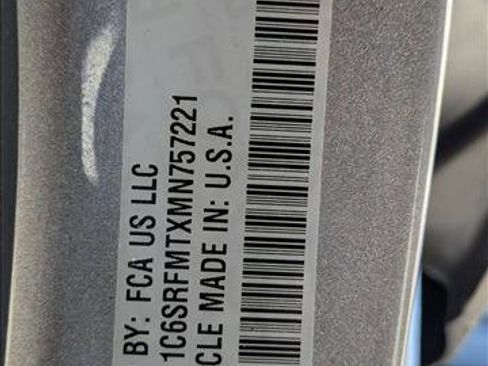 BY: FCA US LLC
1C6SRFMTXMN757221
CLE MADE IN: U.S.A.